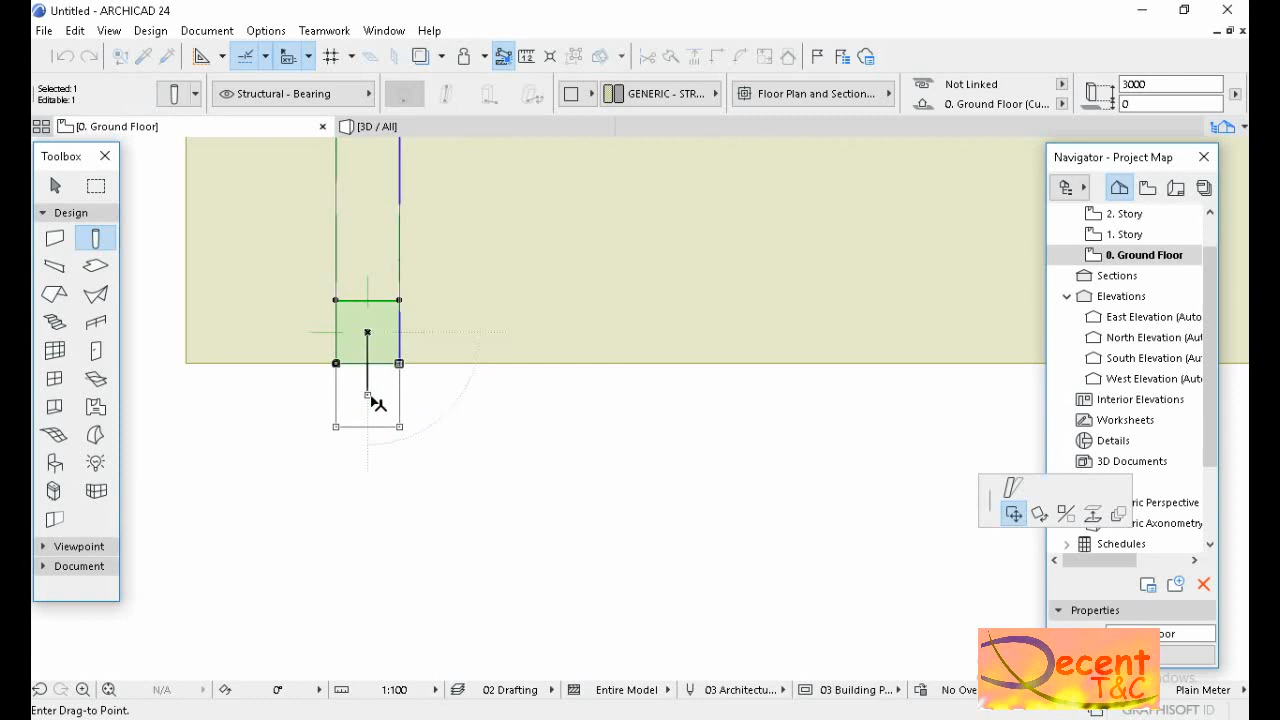 Untitled - ARCHICAD 24
File Edit View Design Document Options Teamwork Window Help
Selected: 1
Editable: 1
Structural - Bearing
GENERIC - STR...
Floor Plan and Section...
Not Linked
0. Ground Floor (Cu...
3000
0
[0. Ground Floor]
[3D / All]
Toolbox
Design
Viewpoint
Document
Navigator - Project Map
2. Story
1. Story
0. Ground Floor
Sections
Elevations
East Elevation (Auto
North Elevation (Aut
South Elevation (Aut
West Elevation (Aut
Interior Elevations
Worksheets
Details
3D Documents
ric Perspective
ric Axonometry
Schedules
Properties
oor
Decent
T&C
N/A
0°
1:100
02 Drafting
Entire Model
03 Architectu...
03 Building P...
No Ove
Plain Meter
Enter Drag-to Point.
GRAPHISOFT ID